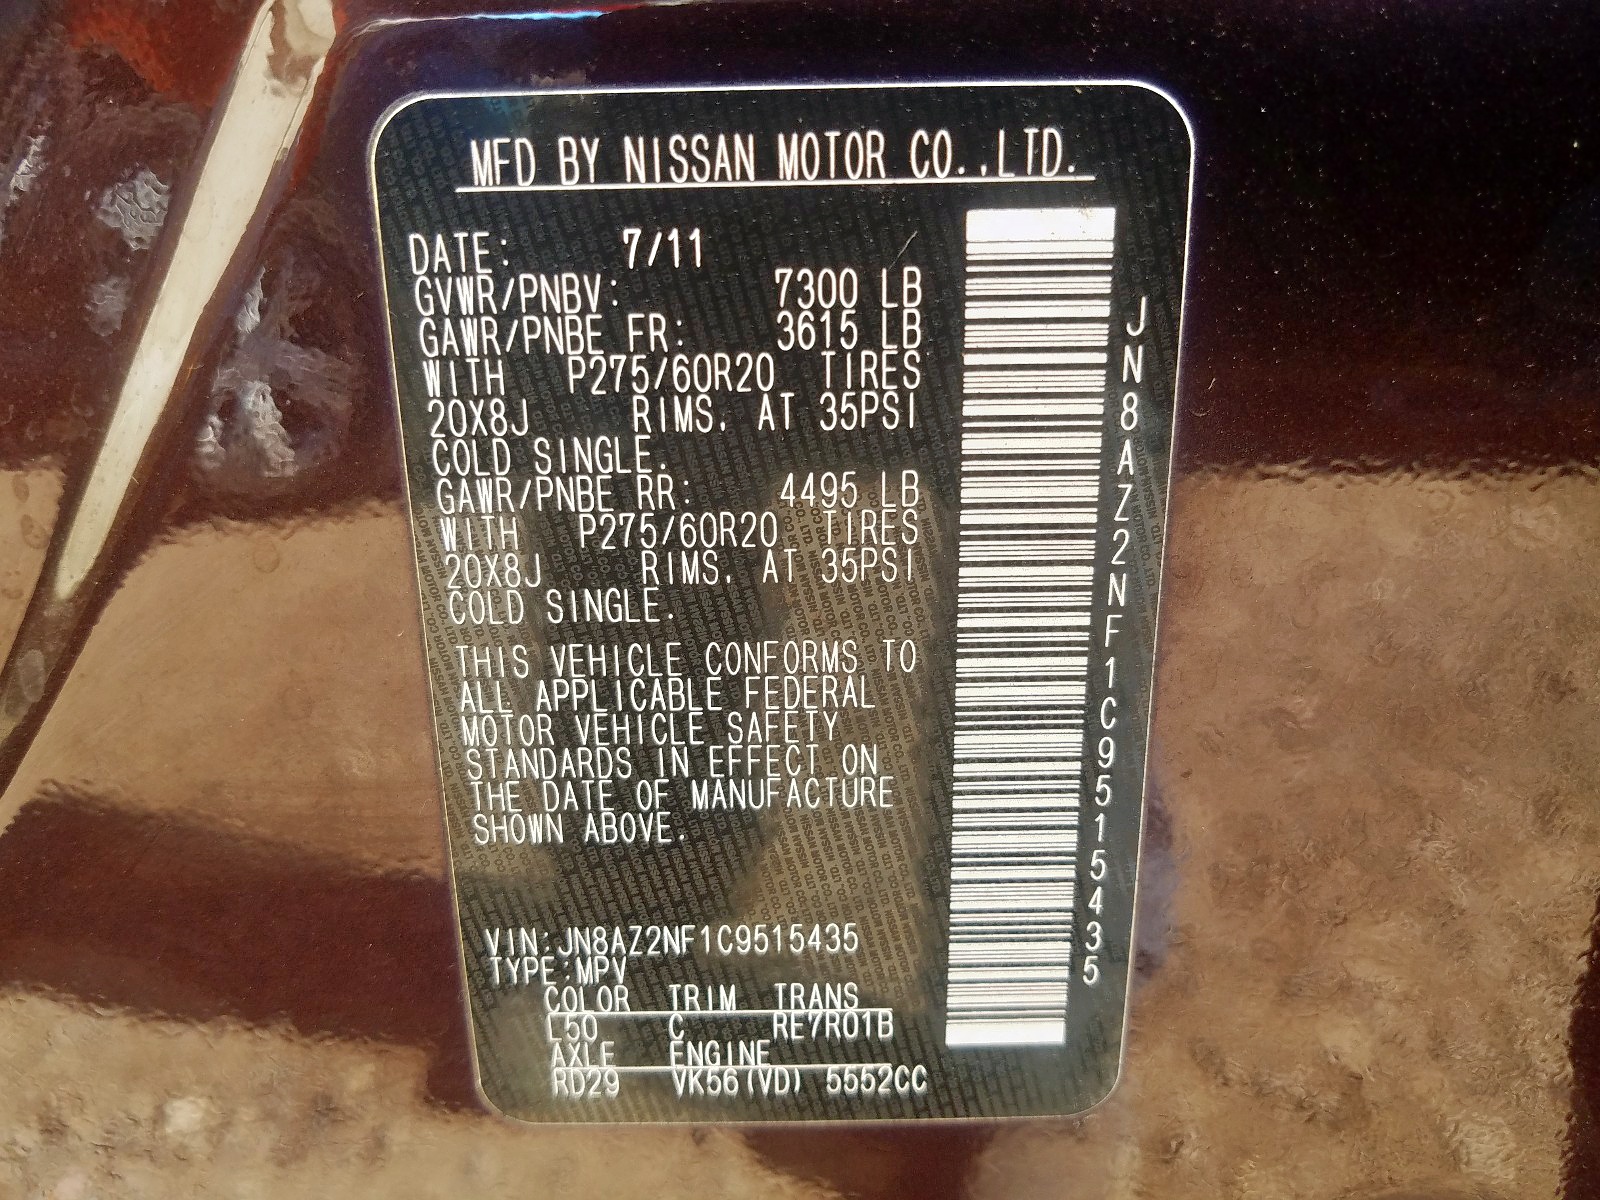 MFD BY NISSAN MOTOR CO.,LTD.
DATE: 7/11
GVWR/PNBV: 7300 LB
GAWR/PNBE FR: 3615 LB
WITH P275/60R20 TIRES
20X8J RIMS. AT 35PSI
COLD SINGLE.
GAWR/PNBE RR: 4495 LB
WITH P275/60R20 TIRES
20X8J RIMS. AT 35PSI
COLD SINGLE.
THIS VEHICLE CONFORMS TO
ALL APPLICABLE FEDERAL
MOTOR VEHICLE SAFETY
STANDARDS IN EFFECT ON
THE DATE OF MANUFACTURE
SHOWN ABOVE.
VIN:JN8AZ2NF1C9515435
TYPE:MPV
COLOR TRIM TRANS
L50 C RE7R01B
AXLE ENGINE
RD29 VK56(VD) 5552CC
JN8AZ2NF1C9515435